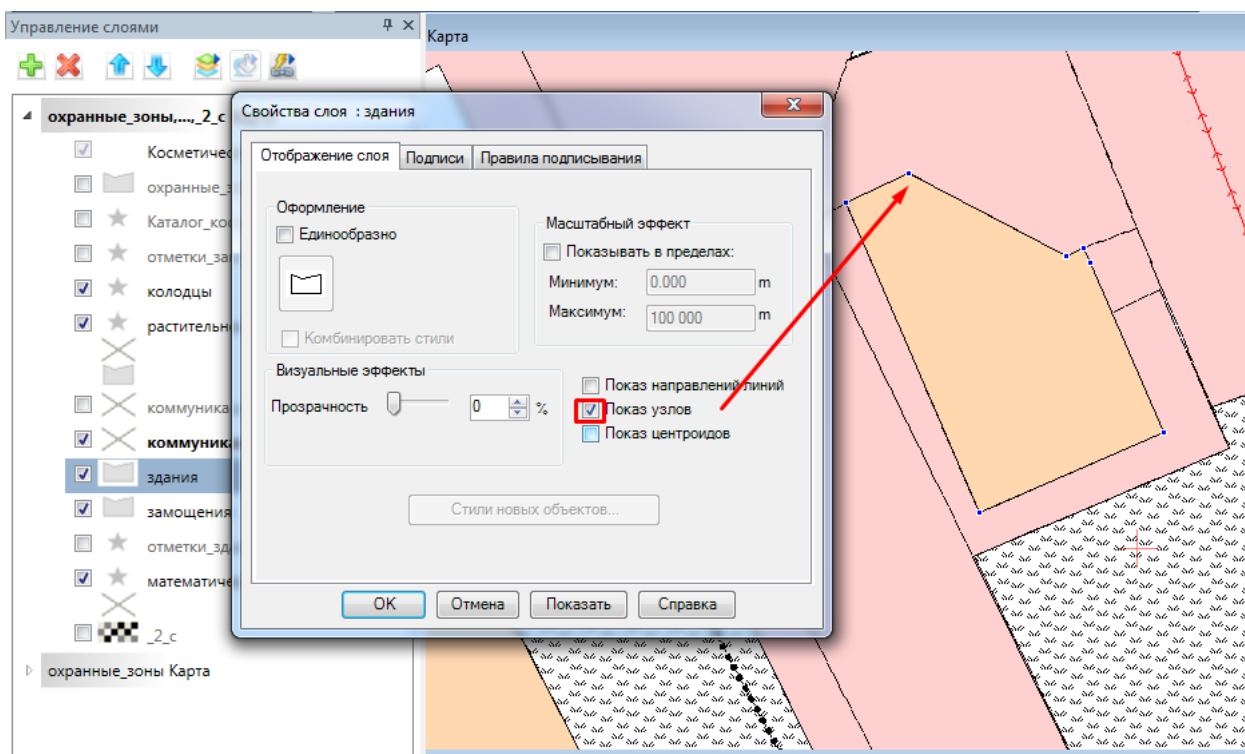 Управление слоями
Карта
охранные_зоны,...,_2_с
Косметичес
охранные_з
Каталог_коо
отметки_за
колодцы
растительн
коммуника
коммуника
здания
замощения
отметки_зд
математиче
_2_с
охранные_зоны Карта
Свойства слоя : здания
Отображение слоя Подписи Правила подписывания
Оформление
Единообразно
Комбинировать стили
Масштабный эффект
Показывать в пределах:
Минимум: 0.000 m
Максимум: 100 000 m
Визуальные эффекты
Прозрачность 0 %
Показ направлений линий
Показ узлов
Показ центроидов
Стили новых объектов...
OK Отмена Показать Справка